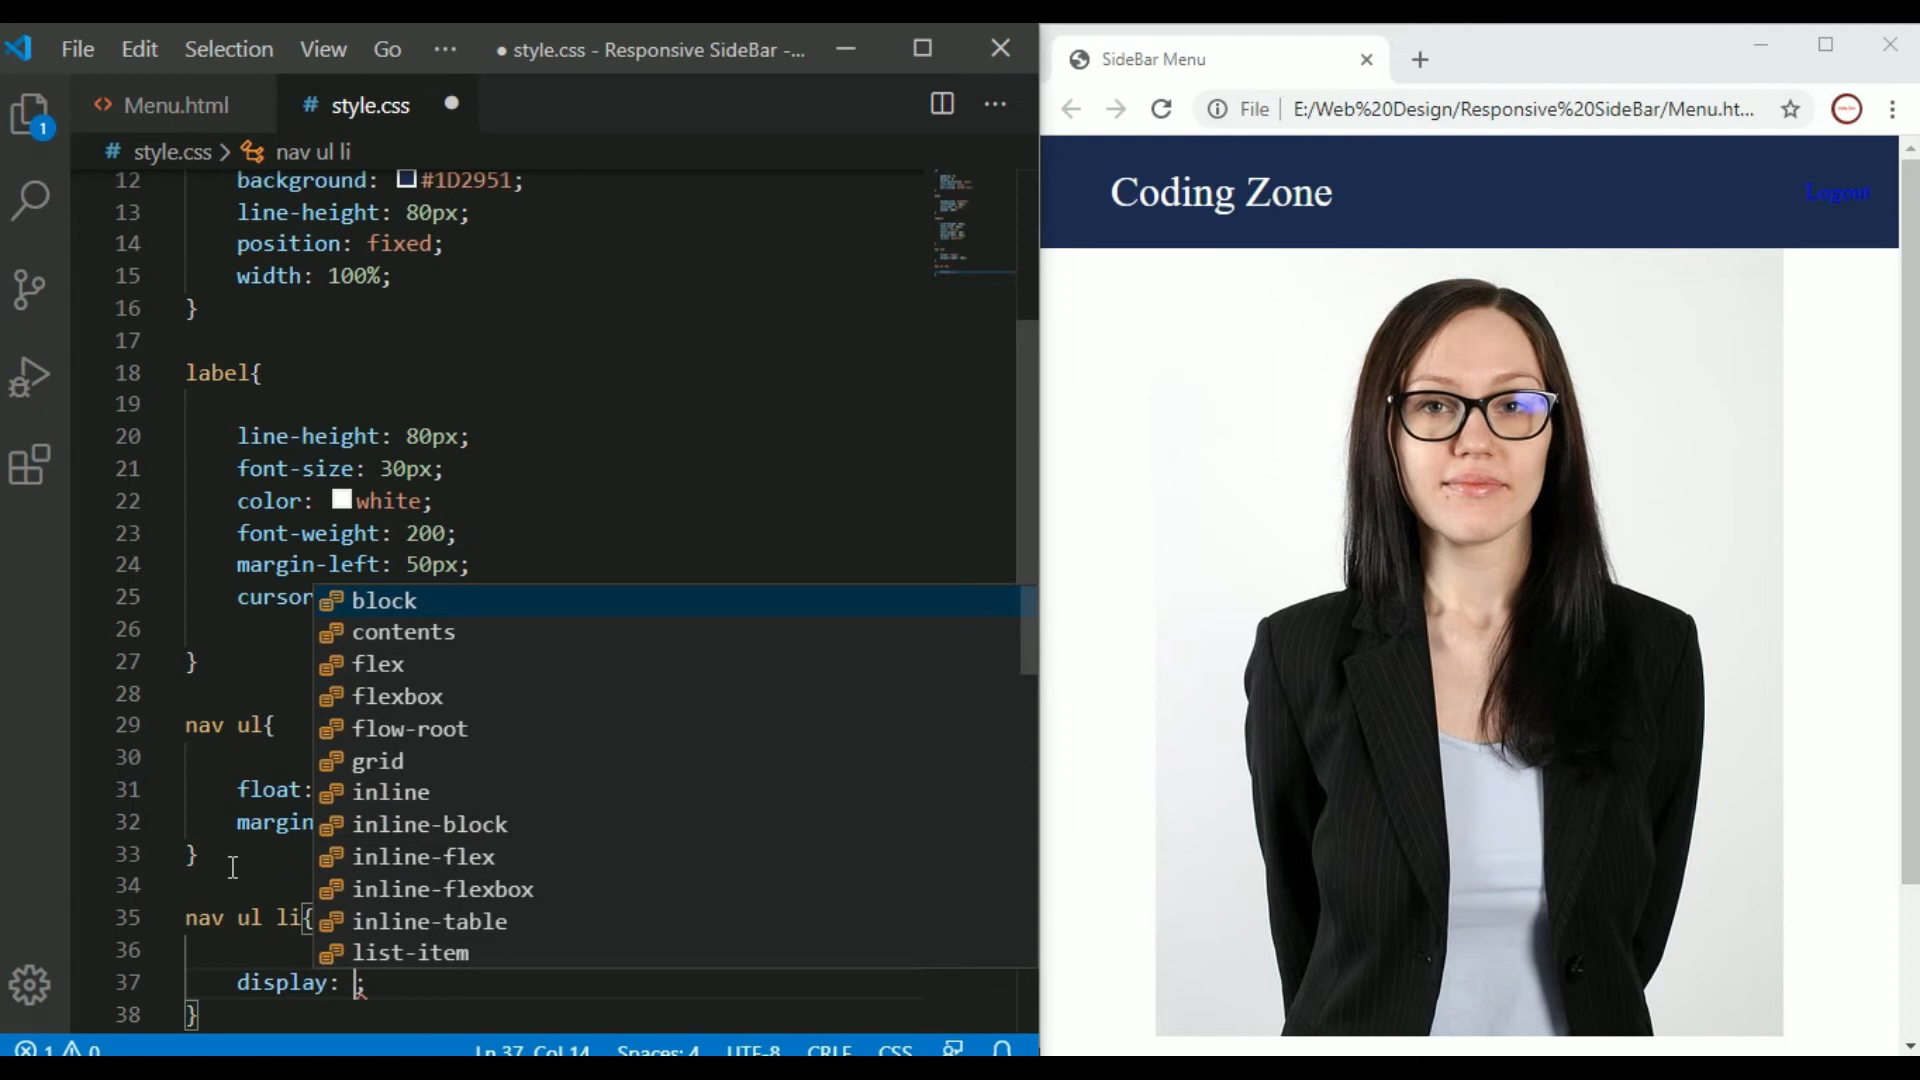 File Edit Selection View Go ··· ● style.css - Responsive SideBar -...
Menu.html # style.css ●
# style.css > nav ul li
1
12 background: #1D2951;
13 line-height: 80px;
14 position: fixed;
15 width: 100%;
16 }
17
18 label{
19
20 line-height: 80px;
21 font-size: 30px;
22 color: white;
23 font-weight: 200;
24 margin-left: 50px;
25 cursor
26
27 }
28
29 nav ul{
30
31 float:
32 margin
33 }
34
35 nav ul li{
36
37 display: ;
38 }
block
contents
flex
flexbox
flow-root
grid
inline
inline-block
inline-flex
inline-flexbox
inline-table
list-item
1 0 Ln 37, Col 14 Spaces: 4 UTF-8 CRLF CSS
SideBar Menu
File | E:/Web%20Design/Responsive%20SideBar/Menu.ht...
Coding Zone Logout